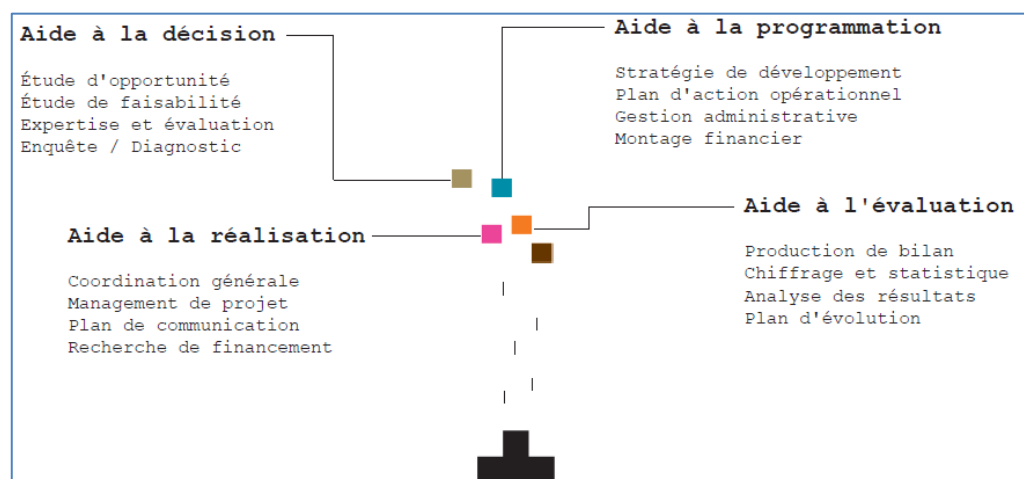 Aide à la décision
Étude d'opportunité
Étude de faisabilité
Expertise et évaluation
Enquête / Diagnostic
Aide à la programmation
Stratégie de développement
Plan d'action opérationnel
Gestion administrative
Montage financier
Aide à la réalisation
Coordination générale
Management de projet
Plan de communication
Recherche de financement
Aide à l'évaluation
Production de bilan
Chiffrage et statistique
Analyse des résultats
Plan d'évolution